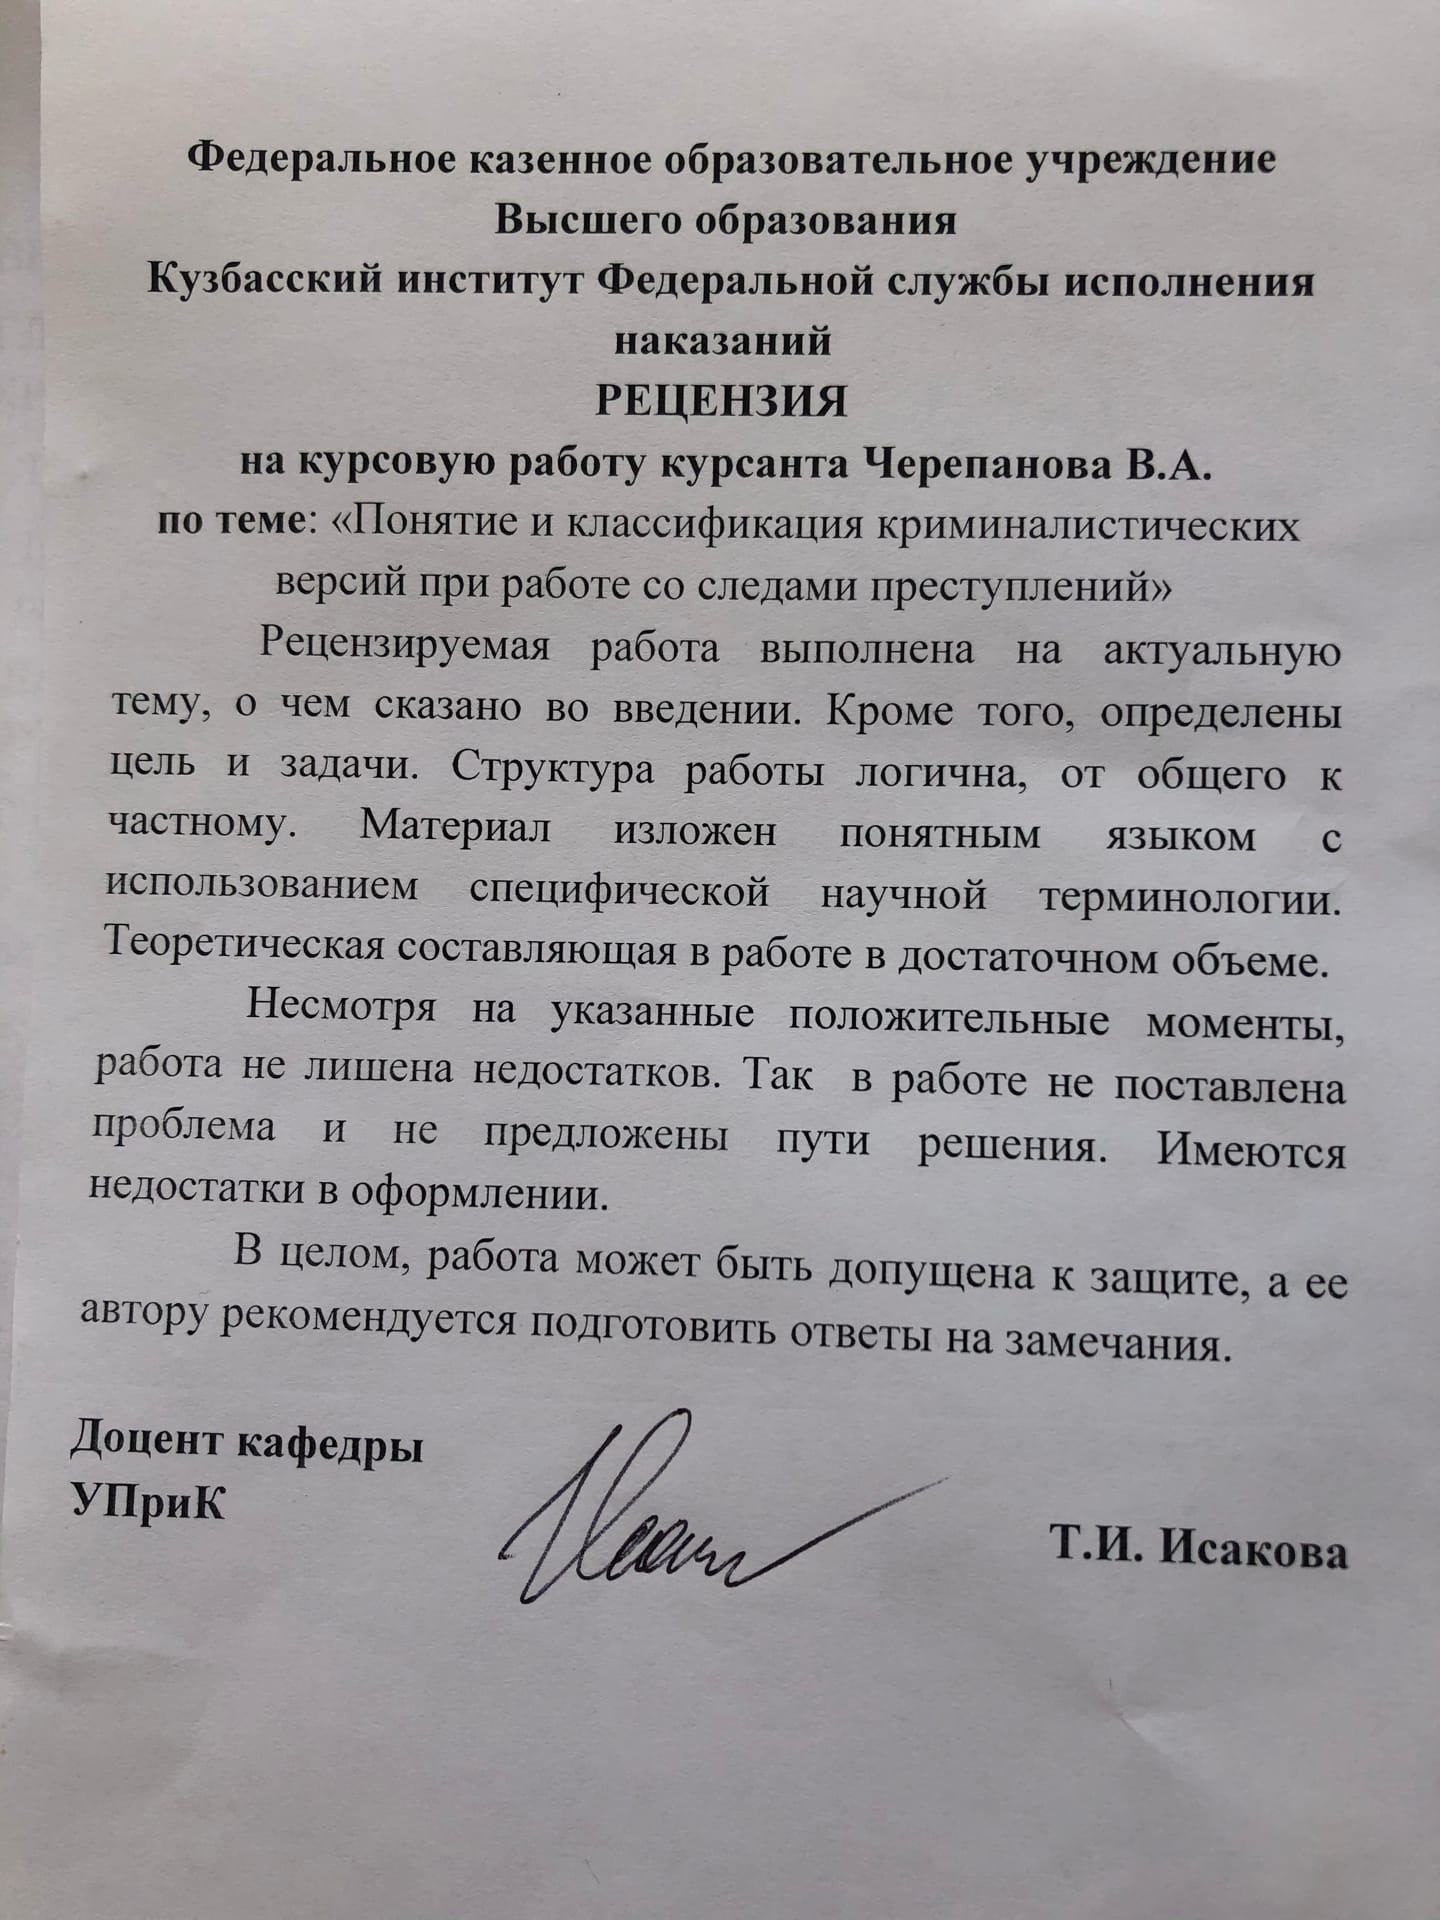 Федеральное казенное образовательное учреждение
Высшего образования
Кузбасский институт Федеральной службы исполнения
наказаний
РЕЦЕНЗИЯ
на курсовую работу курсанта Черепанова В.А.
по теме: «Понятие и классификация криминалистических
версий при работе со следами преступлений»
Рецензируемая работа выполнена на актуальную
тему, о чем сказано во введении. Кроме того, определены
цель и задачи. Структура работы логична, от общего к
частному. Материал изложен понятным языком с
использованием специфической научной терминологии.
Теоретическая составляющая в работе в достаточном объеме.
Несмотря на указанные положительные моменты,
работа не лишена недостатков. Так в работе не поставлена
проблема и не предложены пути решения. Имеются
недостатки в оформлении.
В целом, работа может быть допущена к защите, а ее
автору рекомендуется подготовить ответы на замечания.
Доцент кафедры
УПриК
Т.И. Исакова